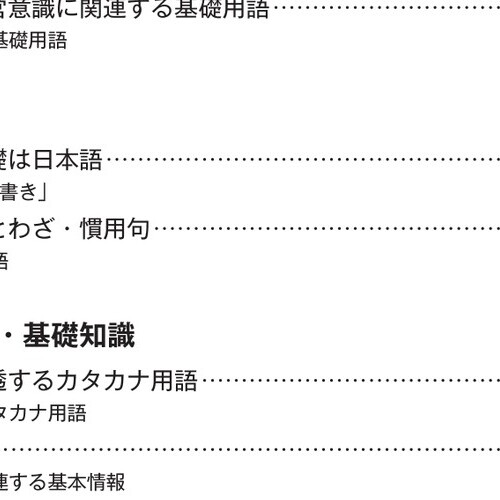 営意識に関連する基礎用語……………………………
基礎用語
礎は日本語……………………………………………
書き」
とわざ・慣用句………………………………………
語
・基礎知識
透するカタカナ用語…………………………………
タカナ用語
……………………………………………………………
連する基本情報